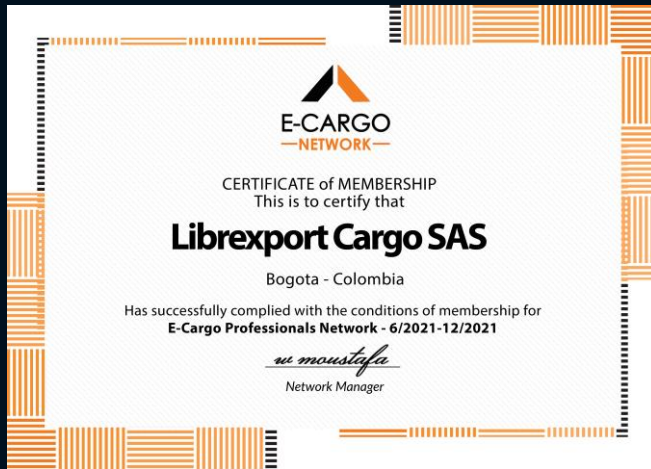 E-CARGO
NETWORK
CERTIFICATE of MEMBERSHIP
This is to certify that
Librexport Cargo SAS
Bogota - Colombia
Has successfully complied with the conditions of membership for
E-Cargo Professionals Network - 6/2021-12/2021
w moustafa
Network Manager